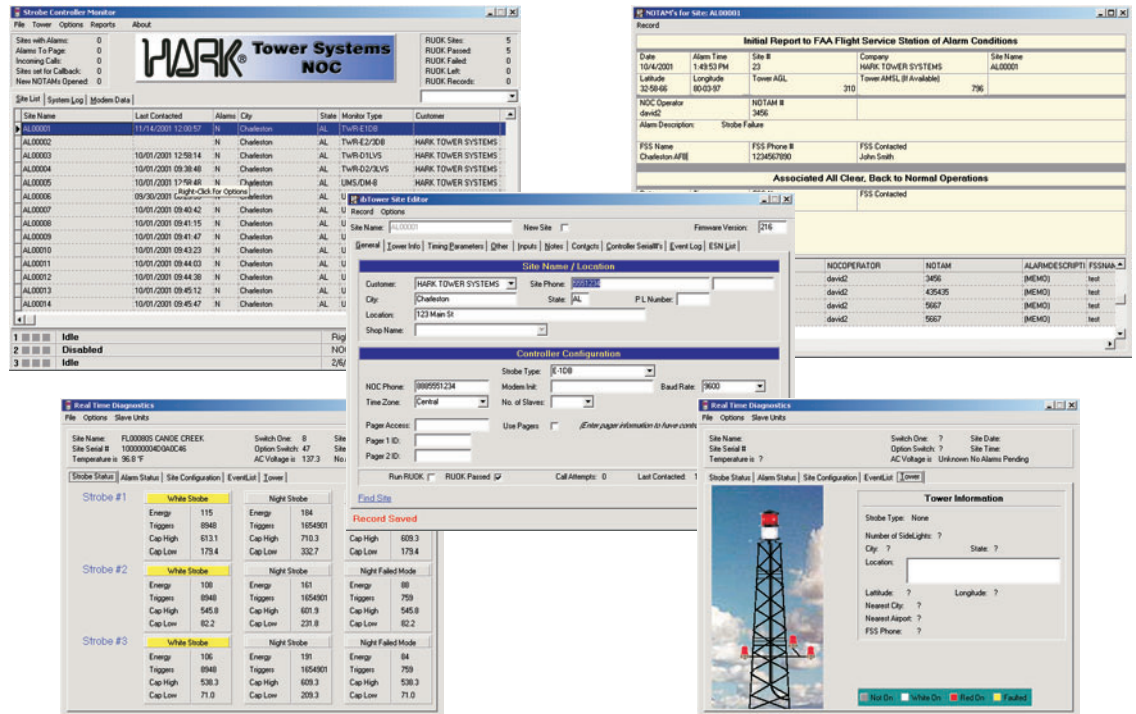 Strobe Controller Monitor
File Tower Options Reports About
Sites with Alarms: 0
Alarms To Page: 0
Incoming Calls: 0
Sites set for Callback: 0
New NOTAMs Opened: 0
HARK® Tower Systems
NOC
RUOK Sites: 5
RUOK Passed: 5
RUOK Failed: 0
RUOK Left: 0
RUOK Records: 0
Site List System Log Modem Data
Site Name Last Contacted Alarms City State Monitor Type Customer
AL00001 11/14/2001 12:00:57 N Charleston AL TWR-E1DB
AL00002 N Charleston AL TWR-E2/3DB HARK TOWER SYSTEMS
AL00003 10/01/2001 12:58:14 N Charleston AL TWR-D1LVS HARK TOWER SYSTEMS
AL00004 10/01/2001 09:38:48 N Charleston AL TWR-D2/3LVS HARK TOWER SYSTEMS
AL00005 10/01/2001 12:58:48 N Charleston AL UMS/DM-8 HARK TOWER SYSTEMS
Right-Click For Options
AL00006 09/30/2001 N Charleston AL U
AL00007 10/01/2001 09:40:42 N Charleston AL U
AL00008 10/01/2001 09:41:15 N Charleston AL U
AL00009 10/01/2001 09:41:47 N Charleston AL U
AL00010 10/01/2001 09:43:23 N Charleston AL U
AL00011 10/01/2001 09:44:03 N Charleston AL U
AL00012 10/01/2001 09:44:38 N Charleston AL U
AL00013 10/01/2001 09:45:12 N Charleston AL U
AL00014 10/01/2001 09:45:47 N Charleston AL U
1 Idle Rig
2 Disabled NOC
3 Idle 2/6/
NOTAM's for Site: AL00001
Record
Initial Report to FAA Flight Service Station of Alarm Conditions
Date Alarm Time Site # Company Site Name
10/4/2001 1:49:53 PM 23 HARK TOWER SYSTEMS AL00001
Latitude Longitude Tower AGL Tower AMSL (If Available)
32-58-66 80-03-97 310 796
NOC Operator NOTAM #
david2 3456
Alarm Description: Strobe Failure
FSS Name FSS Phone # FSS Contacted
Charleston AFB 1234567890 John Smith
Associated All Clear, Back to Normal Operations
FSS Contacted
NOCOPERATOR NOTAM ALARMDESCRIPTI FSSNAM
david2 3456 (MEMO) test
david2 435435 (MEMO) test
david2 5667 (MEMO) test
david2 5667 (MEMO) test
ibTower Site Editor
Record Options
Site Name: AL00001 New Site Firmware Version: 216
General Tower Info Timing Parameters Other Inputs Notes Contacts Controller Serial#'s Event Log ESN List
Site Name / Location
Customer: HARK TOWER SYSTEMS Site Phone: 5551234
City: Charleston State: AL P L Number:
Location: 123 Main St
Shop Name:
Controller Configuration
Strobe Type: E-1DB
NOC Phone: 8885551234 Modem Init: Baud Rate: 9600
Time Zone: Central No. of Slaves:
Pager Access: Use Pagers (Enter pager information to have contr
Pager 1 ID:
Pager 2 ID:
Run RUOK RUOK Passed Call Attempts: 0 Last Contacted: 1
Find Site
Record Saved
Real Time Diagnostics
File Options Slave Units
Site Name: FL000805 CANOE CREEK Switch One: 8 Site
Site Serial # 100000004D0A0C46 Option Switch: 47 Site
Temperature is 96.8 °F AC Voltage is 137.3 No A
Strobe Status Alarm Status Site Configuration EventList Tower
Strobe #1 White Strobe Night Strobe
Energy 115 Energy 184
Triggers 8948 Triggers 1654901
Cap High 613.1 Cap High 710.3 Cap High 609.3
Cap Low 179.4 Cap Low 332.7 Cap Low 179.4
Strobe #2 White Strobe Night Strobe Night Failed Mode
Energy 108 Energy 161 Energy 88
Triggers 8948 Triggers 1654901 Triggers 759
Cap High 545.8 Cap High 601.9 Cap High 545.8
Cap Low 82.2 Cap Low 231.8 Cap Low 82.2
Strobe #3 White Strobe Night Strobe Night Failed Mode
Energy 106 Energy 191 Energy 84
Triggers 8948 Triggers 1654901 Triggers 759
Cap High 538.3 Cap High 609.3 Cap High 538.3
Cap Low 71.0 Cap Low 209.3 Cap Low 71.0
Real Time Diagnostics
File Options Slave Units
Site Name: Switch One: ? Site Date:
Site Serial # Option Switch: ? Site Time:
Temperature is ? AC Voltage is Unknown No Alarms Pending
Strobe Status Alarm Status Site Configuration EventList Tower
Tower Information
Strobe Type: None
Number of SideLights: ?
City: ? State: ?
Location:
Latitude: ? Longitude: ?
Nearest City: ?
Nearest Airport: ?
FSS Phone: ?
Not On White On Red On Faulted